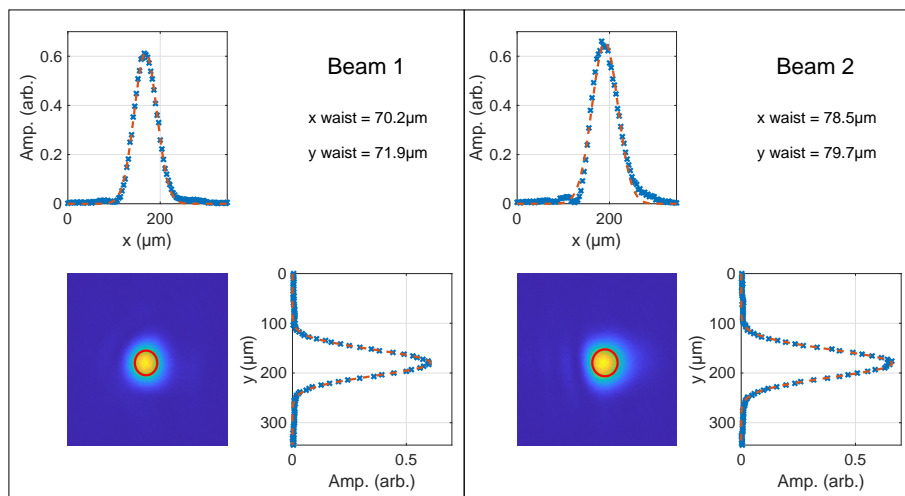 Beam 1
x waist = 70.2µm
y waist = 71.9µm
Amp. (arb.)
0.6
0.4
0.2
0
0
200
x (µm)
y (µm)
0
100
200
300
0
0.5
Amp. (arb.)
Beam 2
x waist = 78.5µm
y waist = 79.7µm
Amp. (arb.)
0.6
0.4
0.2
0
0
200
x (µm)
y (µm)
0
100
200
300
0
0.5
Amp. (arb.)